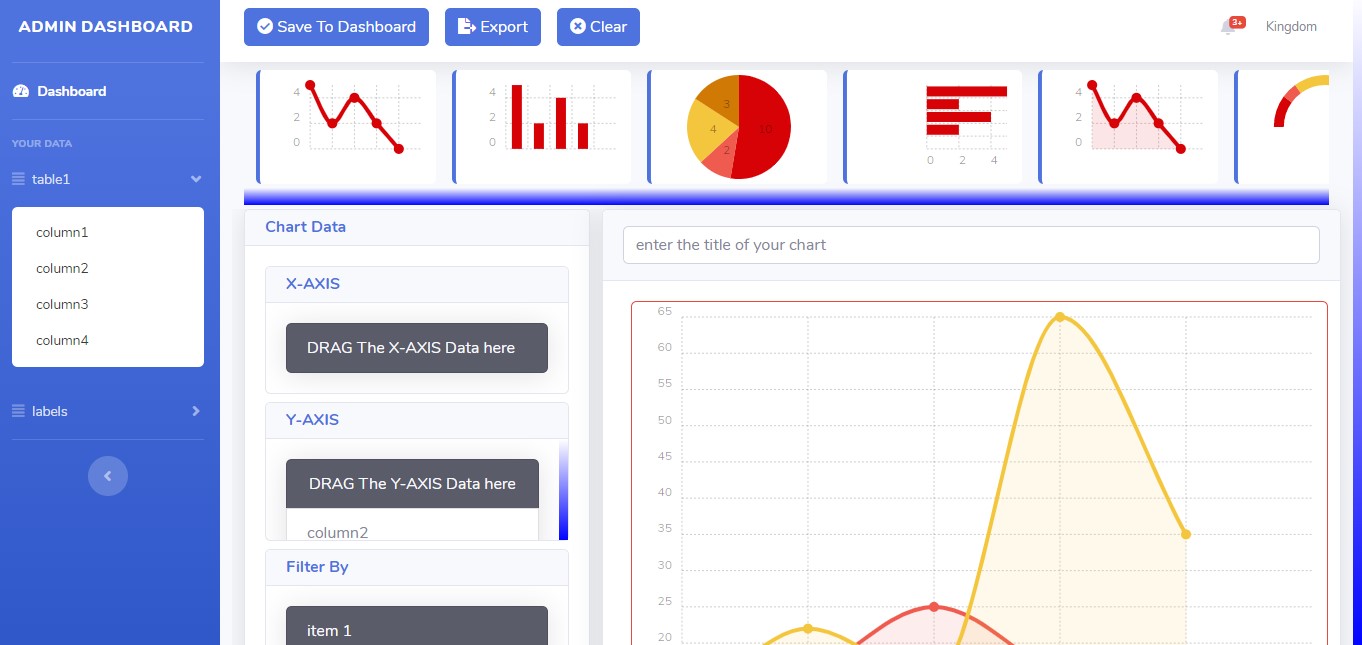 ADMIN DASHBOARD
Save To Dashboard
Export
Clear
3+
Kingdom
Dashboard
YOUR DATA
table1
column1
column2
column3
column4
labels
4
2
0
4
2
0
3
10
4
2
0 2 4
4
2
0
Chart Data
X-AXIS
DRAG The X-AXIS Data here
Y-AXIS
DRAG The Y-AXIS Data here
column2
Filter By
item 1
enter the title of your chart
65
60
55
50
45
40
35
30
25
20